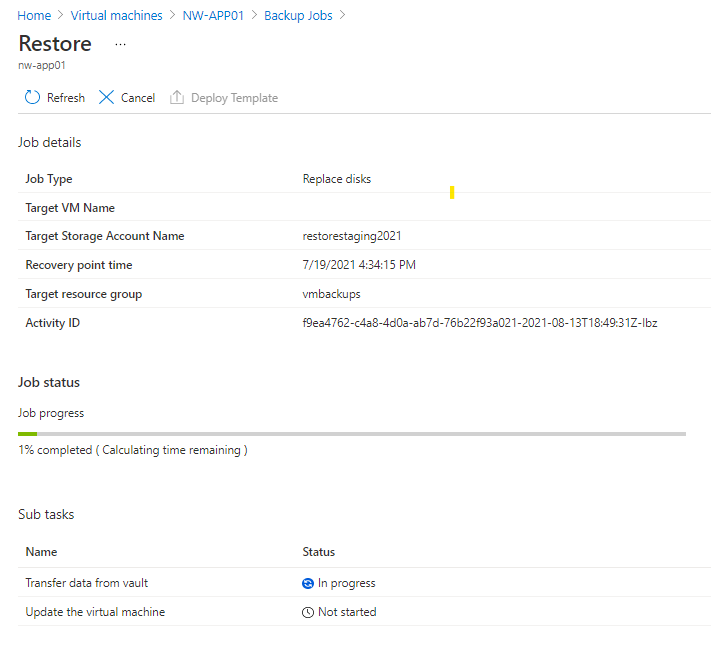 Home > Virtual machines > NW-APP01 > Backup Jobs >
Restore ...
nw-app01
Refresh Cancel Deploy Template
Job details
Job Type Replace disks
Target VM Name
Target Storage Account Name restorestaging2021
Recovery point time 7/19/2021 4:34:15 PM
Target resource group vmbackups
Activity ID f9ea4762-c4a8-4d0a-ab7d-76b22f93a021-2021-08-13T18:49:31Z-Ibz
Job status
Job progress
1% completed ( Calculating time remaining )
Sub tasks
Name Status
Transfer data from vault In progress
Update the virtual machine Not started